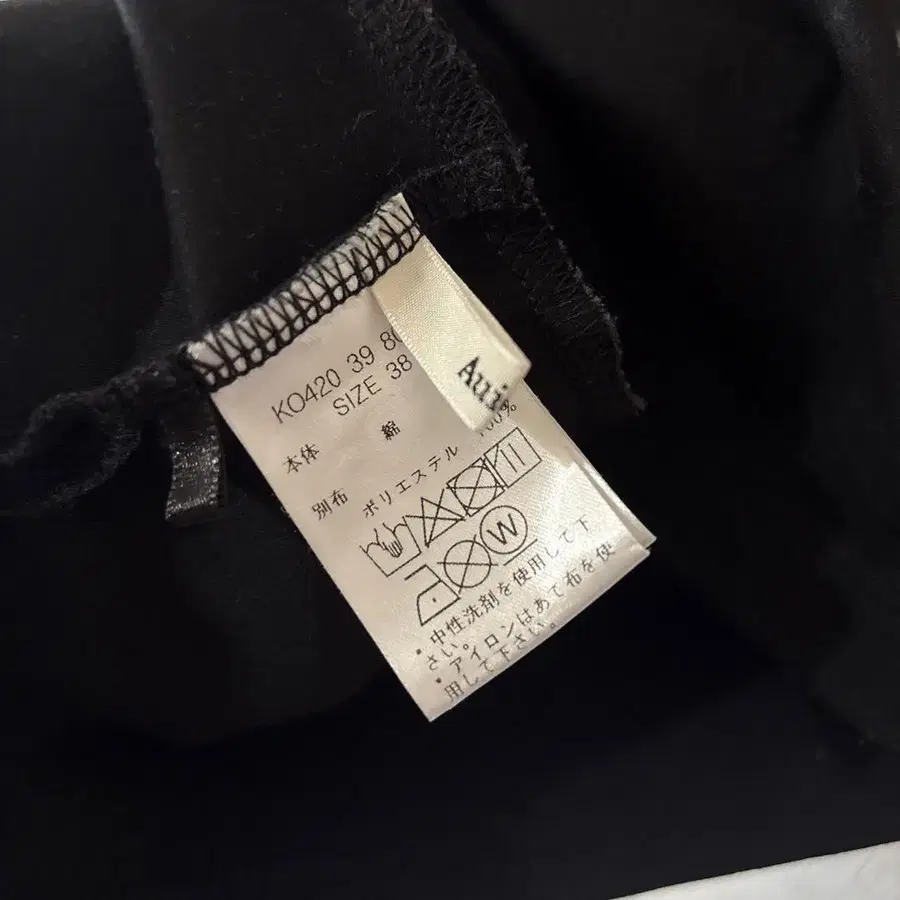 KO420 39 8
SIZE 38
本体 綿
別布 ポリエステル 100%
W
・中性洗剤を使用して下
さい。
・アイロンはあて布を使
用して下さい。
Aui